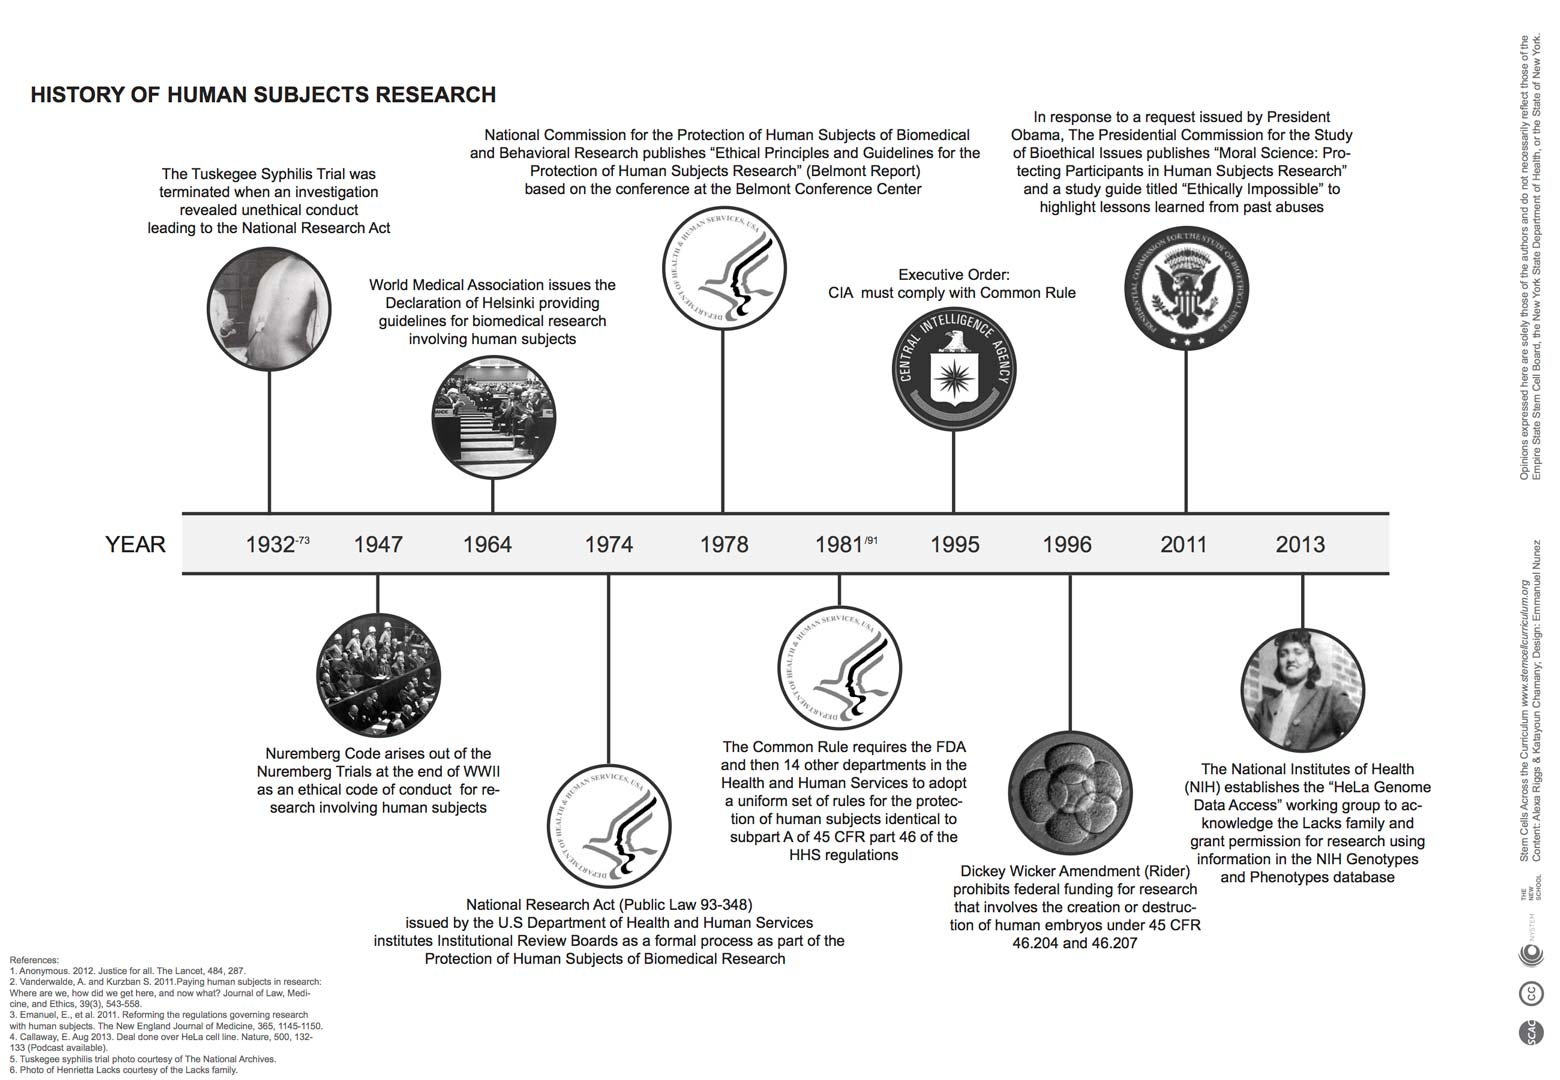 HISTORY OF HUMAN SUBJECTS RESEARCH
The Tuskegee Syphilis Trial was
terminated when an investigation
revealed unethical conduct
leading to the National Research Act
World Medical Association issues the
Declaration of Helsinki providing
guidelines for biomedical research
involving human subjects
National Commission for the Protection of Human Subjects of Biomedical
and Behavioral Research publishes “Ethical Principles and Guidelines for the
Protection of Human Subjects Research” (Belmont Report)
based on the conference at the Belmont Conference Center
DEPARTMENT OF HEALTH & HUMAN SERVICES, USA
Executive Order:
CIA  must comply with Common Rule
CENTRAL INTELLIGENCE AGENCY
In response to a request issued by President
Obama, The Presidential Commission for the Study
of Bioethical Issues publishes “Moral Science: Pro-
tecting Participants in Human Subjects Research”
and a study guide titled “Ethically Impossible” to
highlight lessons learned from past abuses
PRESIDENTIAL COMMISSION FOR THE STUDY OF BIOETHICAL ISSUES
YEAR
1932-73
1947
1964
1974
1978
1981/91
1995
1996
2011
2013
Nuremberg Code arises out of the
Nuremberg Trials at the end of WWII
as an ethical code of conduct  for re-
search involving human subjects
DEPARTMENT OF HEALTH & HUMAN SERVICES, USA
National Research Act (Public Law 93-348)
issued by the U.S Department of Health and Human Services
institutes Institutional Review Boards as a formal process as part of the
Protection of Human Subjects of Biomedical Research
DEPARTMENT OF HEALTH & HUMAN SERVICES, USA
The Common Rule requires the FDA
and then 14 other departments in the
Health and Human Services to adopt
a uniform set of rules for the protec-
tion of human subjects identical to
subpart A of 45 CFR part 46 of the
HHS regulations
Dickey Wicker Amendment (Rider)
prohibits federal funding for research
that involves the creation or destruc-
tion of human embryos under 45 CFR
46.204 and 46.207
The National Institutes of Health
(NIH) establishes the “HeLa Genome
Data Access” working group to ac-
knowledge the Lacks family and
grant permission for research using
information in the NIH Genotypes
and Phenotypes database
References:
1. Anonymous. 2012. Justice for all. The Lancet, 484, 287.
2. Vanderwalde, A. and Kurzban S. 2011.Paying human subjects in research:
Where are we, how did we get here, and now what? Journal of Law, Medi-
cine, and Ethics, 39(3), 543-558.
3. Emanuel, E., et al. 2011. Reforming the regulations governing research
with human subjects. The New England Journal of Medicine, 365, 1145-1150.
4. Callaway, E. Aug 2013. Deal done over HeLa cell line. Nature, 500, 132-
133 (Podcast available).
5. Tuskegee syphilis trial photo courtesy of The National Archives.
6. Photo of Henrietta Lacks courtesy of the Lacks family.
Opinions expressed here are solely those of the authors and do not necessarily reflect those of the
Empire State Stem Cell Board, the New York State Department of Health, or the State of New York.
Stem Cells Across the Curriculum www.stemcellcurriculum.org
Content: Alexa Riggs & Katayoun Chamany; Design: Emmanuel Nunez
THE
NEW
SCHOOL
NYSTEM
CC
SCAC